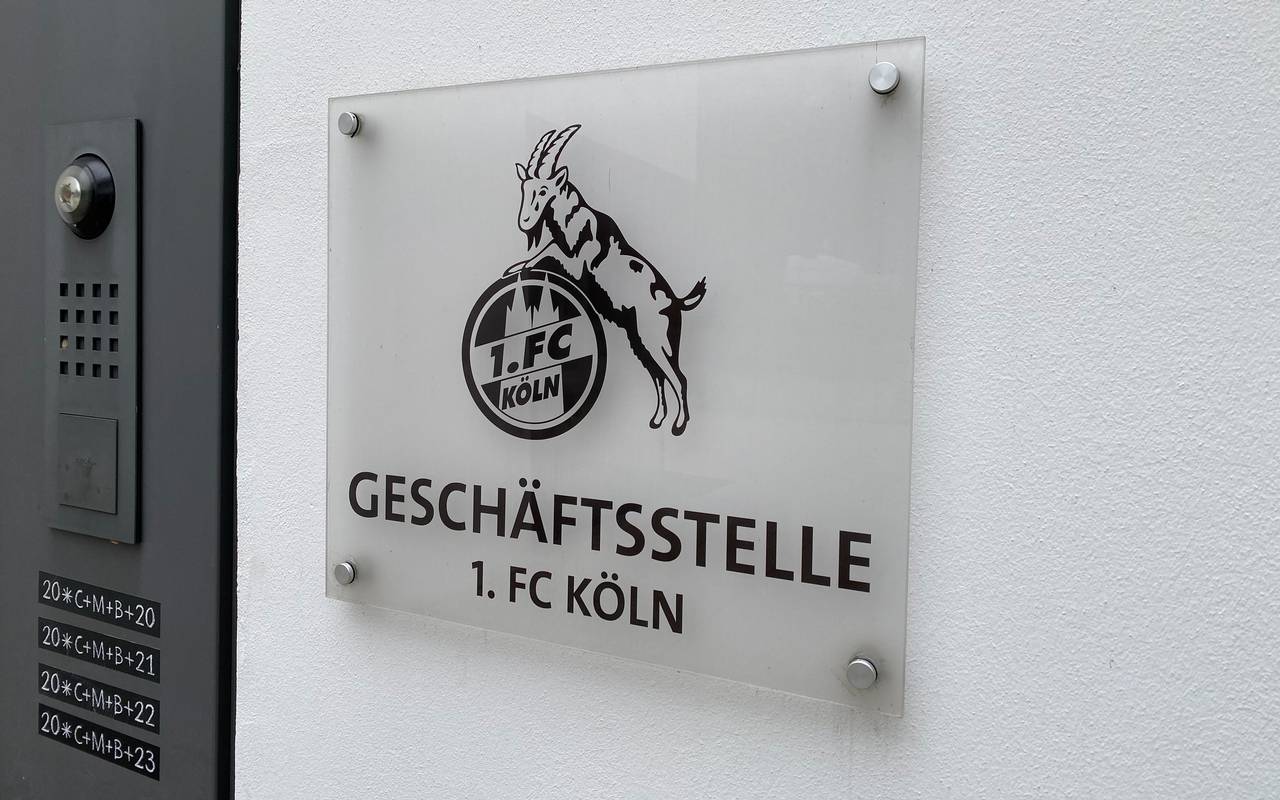 1.FC
KÖLN
GESCHÄFTSSTELLE
1. FC KÖLN
20*C+M+B+20
20*C+M+B+21
20*C+M+B+22
20*C+M+B+23